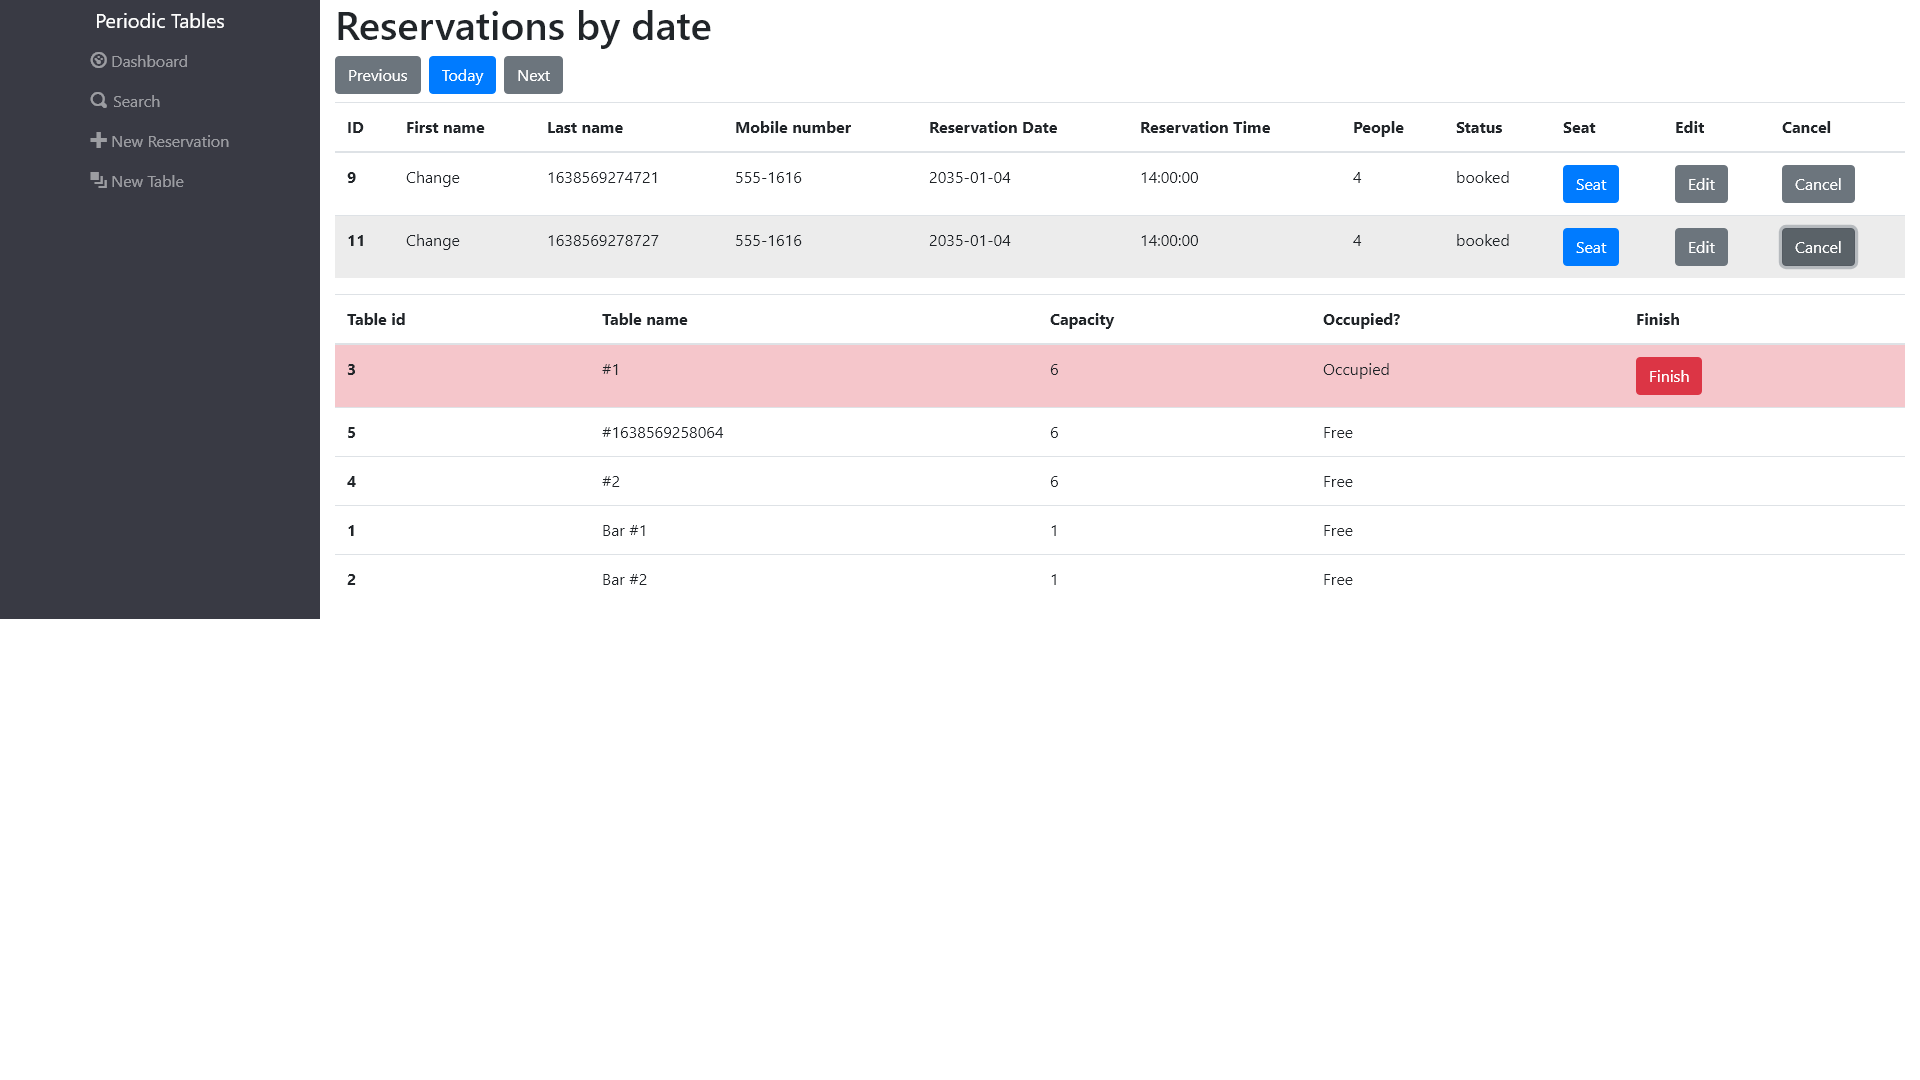 Periodic Tables
Dashboard
Search
New Reservation
New Table
Reservations by date
Previous Today Next
ID First name Last name Mobile number Reservation Date Reservation Time People Status Seat Edit Cancel
9 Change 1638569274721 555-1616 2035-01-04 14:00:00 4 booked Seat Edit Cancel
11 Change 1638569278727 555-1616 2035-01-04 14:00:00 4 booked Seat Edit Cancel
Table id Table name Capacity Occupied? Finish
3 #1 6 Occupied Finish
5 #1638569258064 6 Free
4 #2 6 Free
1 Bar #1 1 Free
2 Bar #2 1 Free